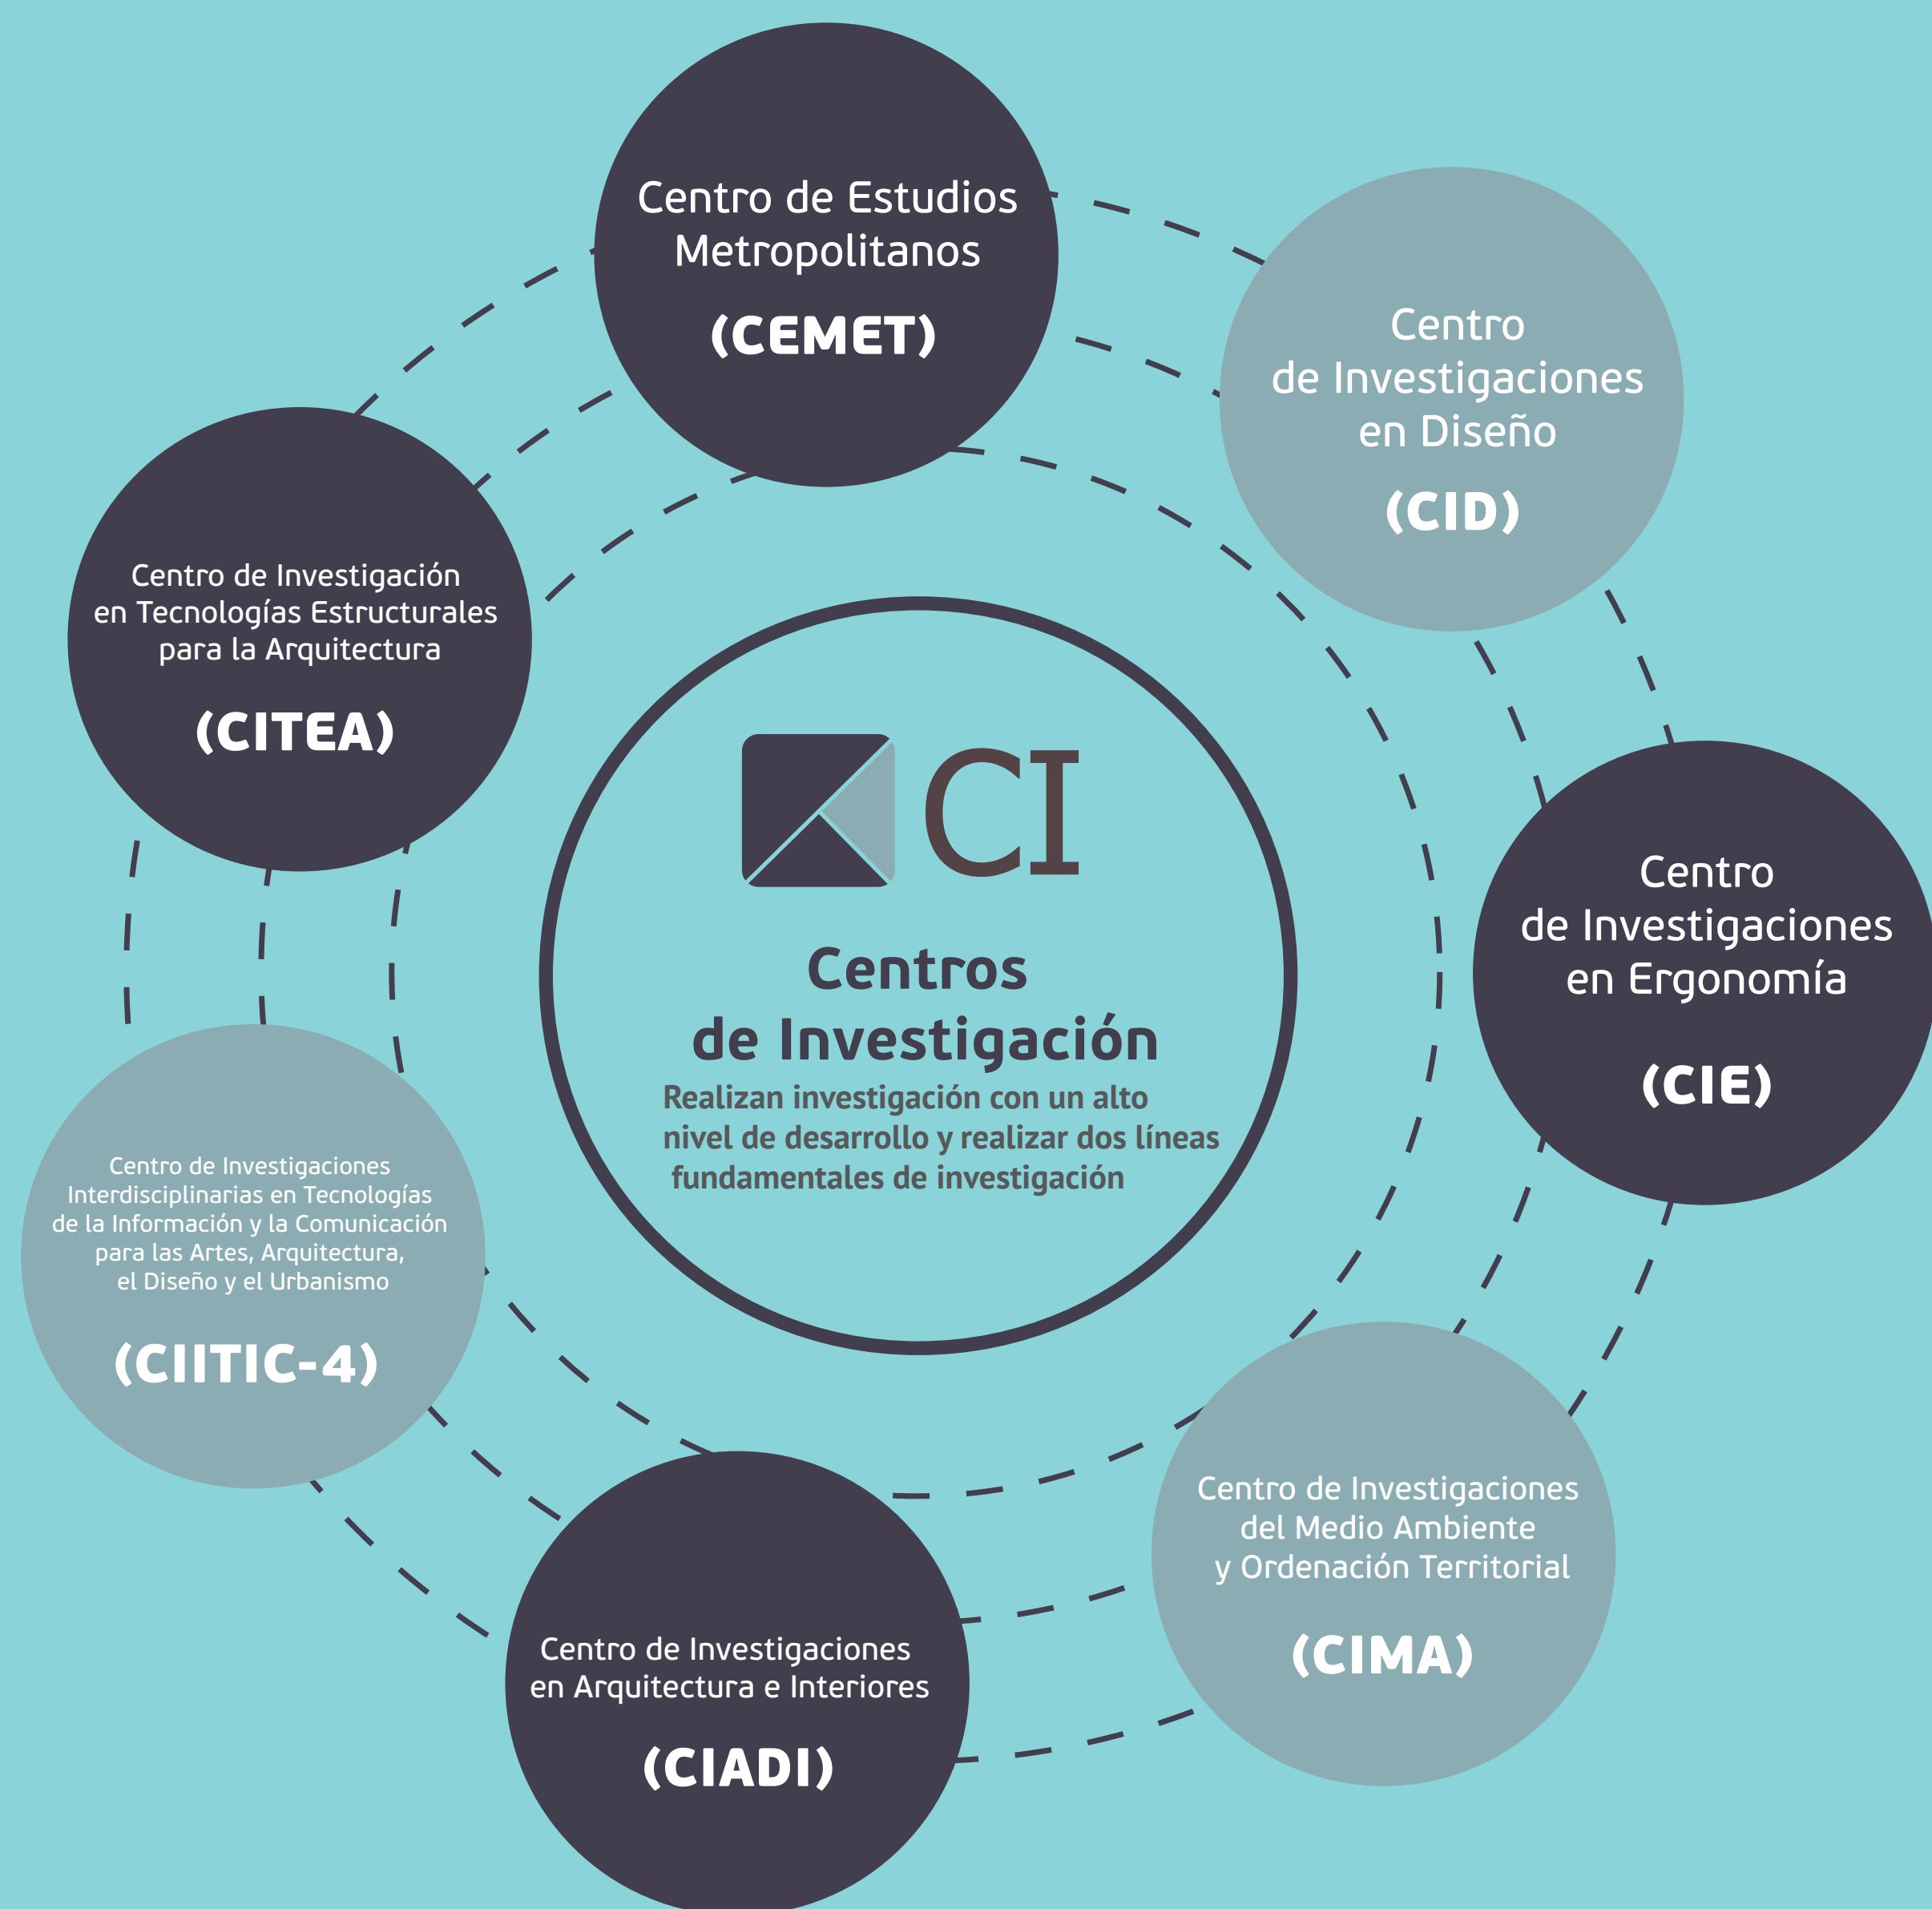 Centro de Estudios
Metropolitanos
(CEMET)
Centro
de Investigaciones
en Diseño
(CID)
Centro de Investigación
en Tecnologías Estructurales
para la Arquitectura
(CITEA)
CI
Centros
de Investigación
Realizan investigación con un alto
nivel de desarrollo y realizar dos líneas
fundamentales de investigación
Centro
de Investigaciones
en Ergonomía
(CIE)
Centro de Investigaciones
Interdisciplinarias en Tecnologías
de la Información y la Comunicación
para las Artes, Arquitectura,
el Diseño y el Urbanismo
(CIITIC-4)
Centro de Investigaciones
del Medio Ambiente
y Ordenación Territorial
(CIMA)
Centro de Investigaciones
en Arquitectura e Interiores
(CIADI)